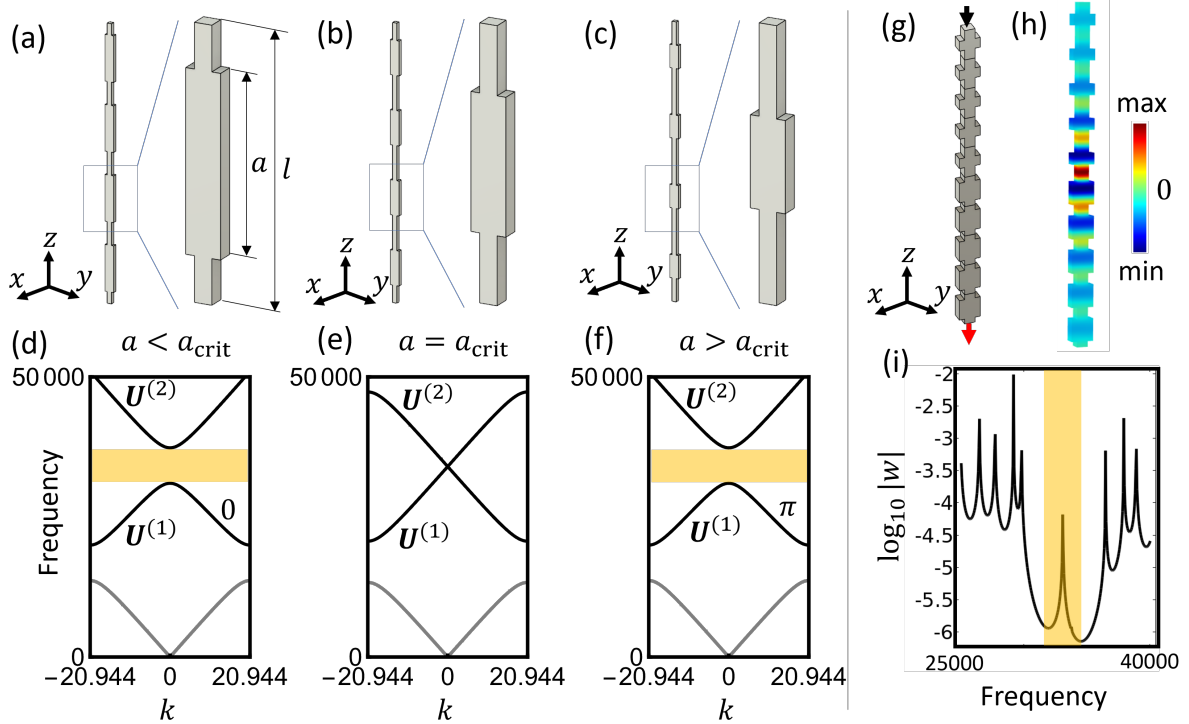 (a)
a
l
z
x
y
(b)
z
x
y
(c)
z
x
y
(g)
z
x
y
(h)
max
0
min
(d)
a < a_crit
50 000
U^(2)
0
U^(1)
Frequency
0
−20.944 0 20.944
k
(e)
a = a_crit
50 000
U^(2)
U^(1)
0
−20.944 0 20.944
k
(f)
a > a_crit
50 000
U^(2)
π
U^(1)
0
−20.944 0 20.944
k
(i)
-2
-2.5
-3
-3.5
-4
-4.5
-5
-5.5
-6
log₁₀|w|
25000 40000
Frequency